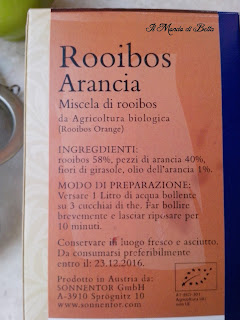 Il Mondo di Betta
Rooibos
Arancia
Miscela di rooibos
da Agricoltura biologica
(Rooibos Orange)
INGREGDIENTI:
rooibos 58%, pezzi di arancia 40%,
fiori di girasole, olio dell'arancia 1%.
MODO DI PREPARAZIONE:
Versare 1 Litro di acqua bollente
su 3 cucchiai di the. Far bollire
brevemente e lasciar riposare per
10 minuti.
Conservare in luogo fresco e asciutto.
Da consumarsi preferibilmente
entro il: 23.12.2016.
Prodotto in Austria da:
SONNENTOR GmbH
A-3910 Sprögnitz 10
www.sonnentor.com